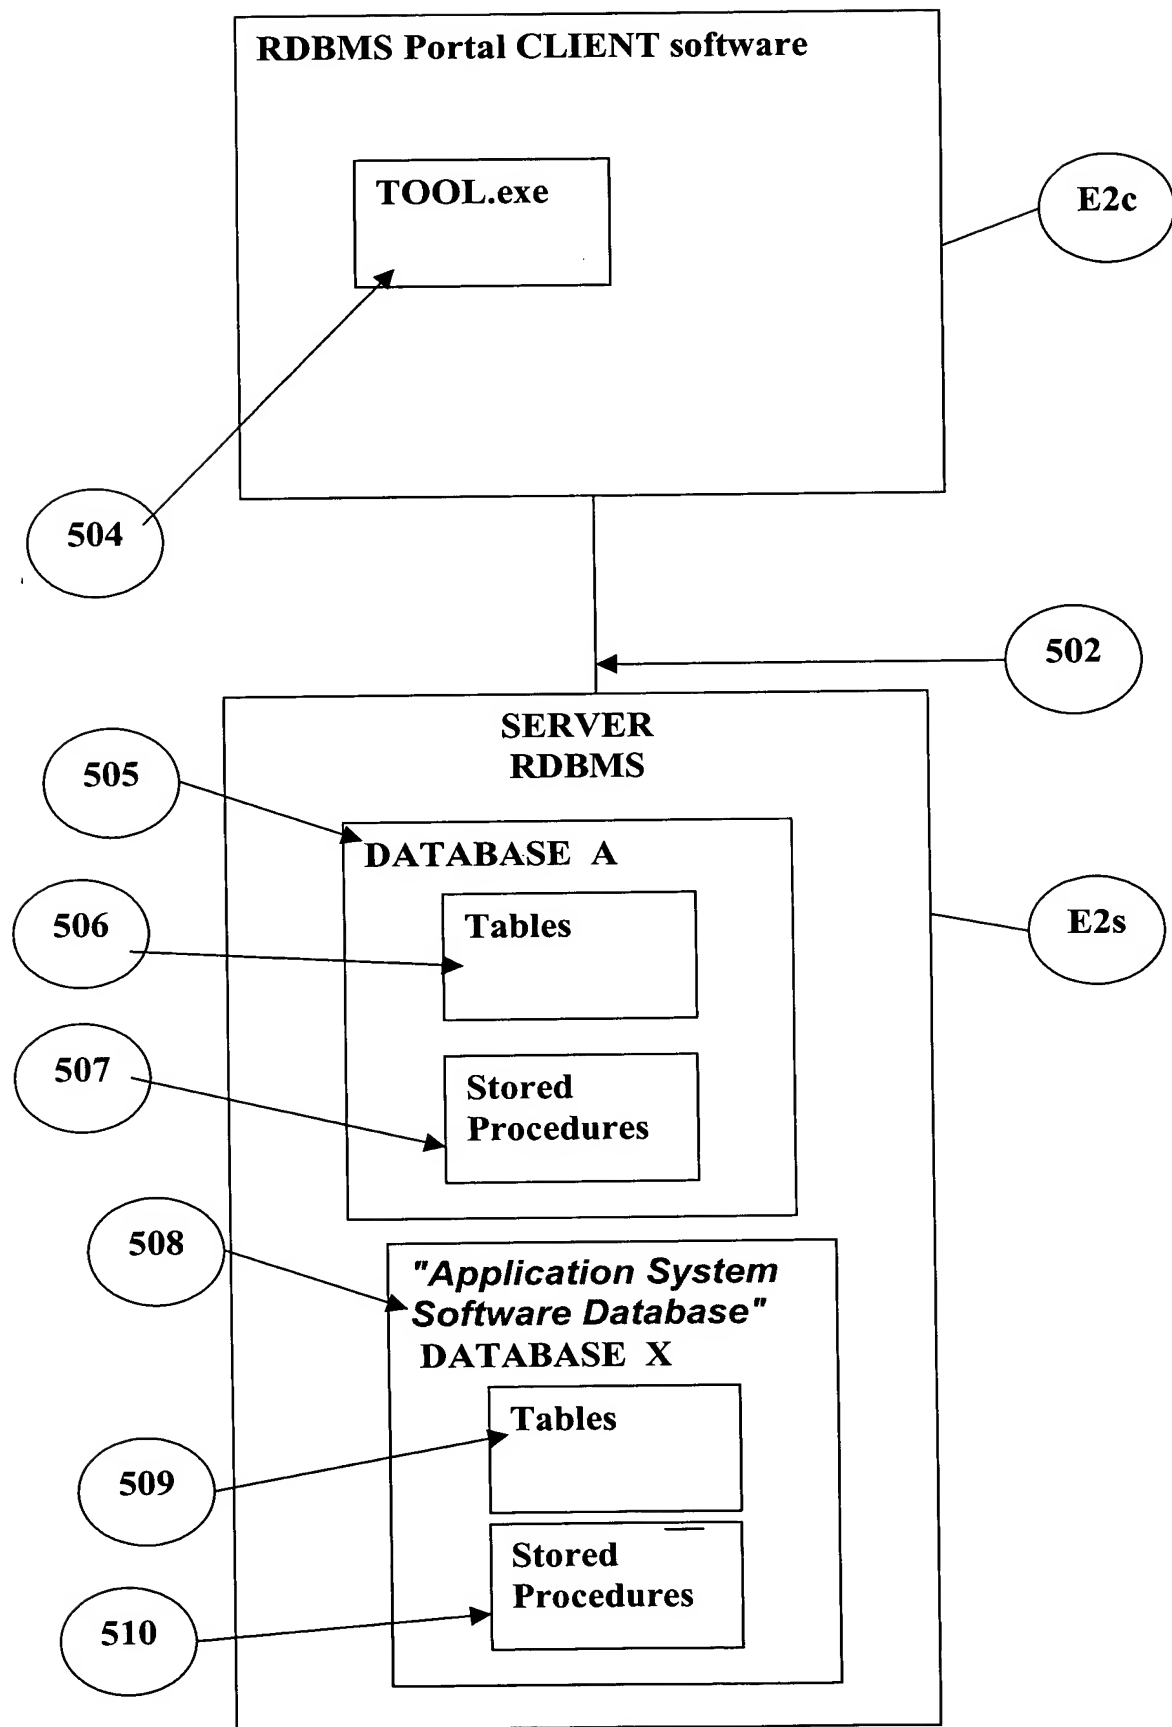 RDBMS Portal CLIENT software
TOOL.exe
E2c
504
502
SERVER
RDBMS
505
DATABASE A
506
Tables
E2s
507
Stored
Procedures
508
"Application System
Software Database"
DATABASE X
509
Tables
510
Stored
Procedures